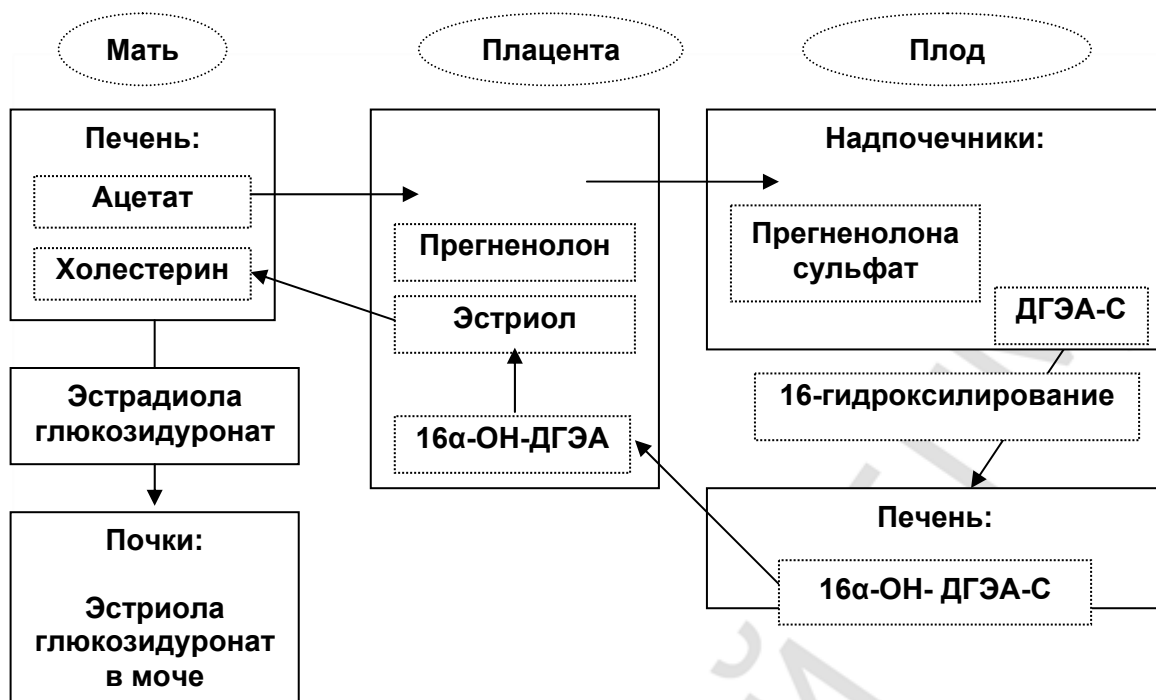 Мать
Плацента
Плод
Печень:
Ацетат
Холестерин
Эстрадиола
глюкозидуронат
Почки:
Эстриола
глюкозидуронат
в моче
Прегненолон
Эстриол
16α-ОН-ДГЭА
Надпочечники:
Прегненолона
сульфат
ДГЭА-С
16-гидроксилирование
Печень:
16α-ОН- ДГЭА-С